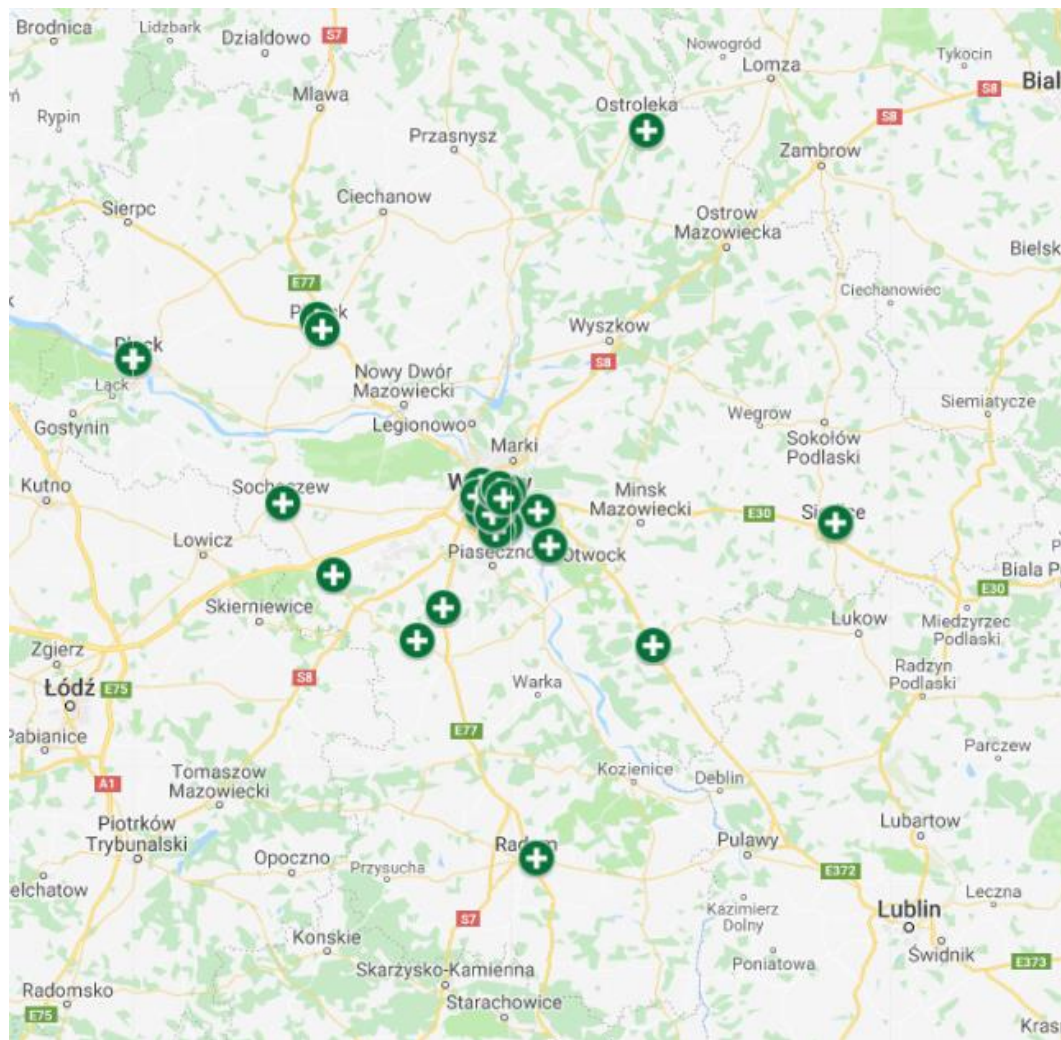 Brodnica
Lidzbark
Dzialdowo
S7
Nowogród
Lomza
Tykocin
Bial
S8
Mlawa
Ostroleka
S8
Rypin
Przasnysz
Zambrow
Ciechanow
Sierpc
Ostrow
Mazowiecka
Bielsk
E77
Ciechanowiec
Wyszkow
S8
Nowy Dwór
Mazowiecki
Łąck
Gostynin
Legionowo
Wegrow
Siemiatycze
Sokołów
Podlaski
Marki
Kutno
Minsk
Mazowiecki
E30
Lowicz
Piaseczno
Otwock
Biala P
E30
Skierniewice
Miedzyrzec
Podlaski
Lukow
Zgierz
Radzyn
Podlaski
S8
Łódź
E75
Warka
E77
Pabianice
Parczew
A1
Tomaszow
Mazowiecki
Kozienice
Deblin
Piotrków
Trybunalski
Lubartow
Opoczno
Przysucha
Pulawy
E372
elchatow
Leczna
Kazimierz
Dolny
Lublin
S7
Konskie
Świdnik
Poniatowa
E373
Skarżysko-Kamienna
Radomsko
Starachowice
E75
Kras